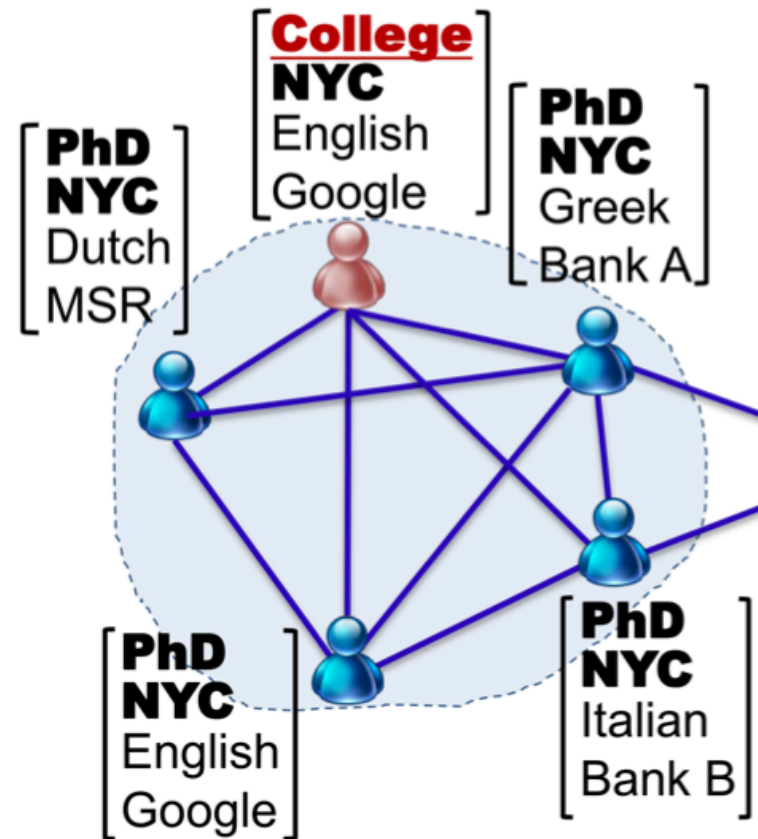 College
NYC
English
Google
PhD
NYC
Dutch
MSR
PhD
NYC
Greek
Bank A
PhD
NYC
English
Google
PhD
NYC
Italian
Bank B